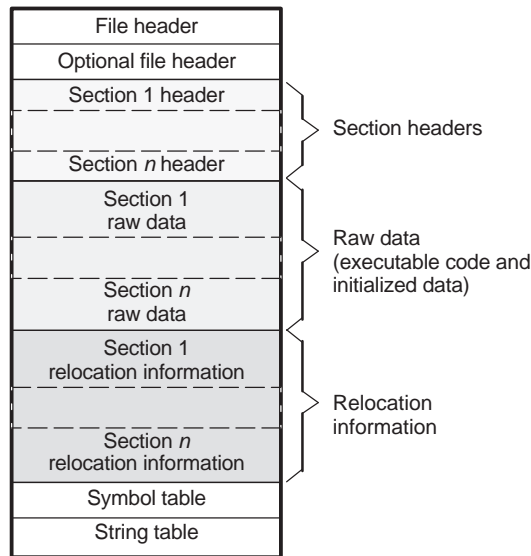 File header
Optional file header
Section 1 header
Section n header
Section headers
Section 1
raw data
Section n
raw data
Raw data
(executable code and
initialized data)
Section 1
relocation information
Section n
relocation information
Relocation
information
Symbol table
String table